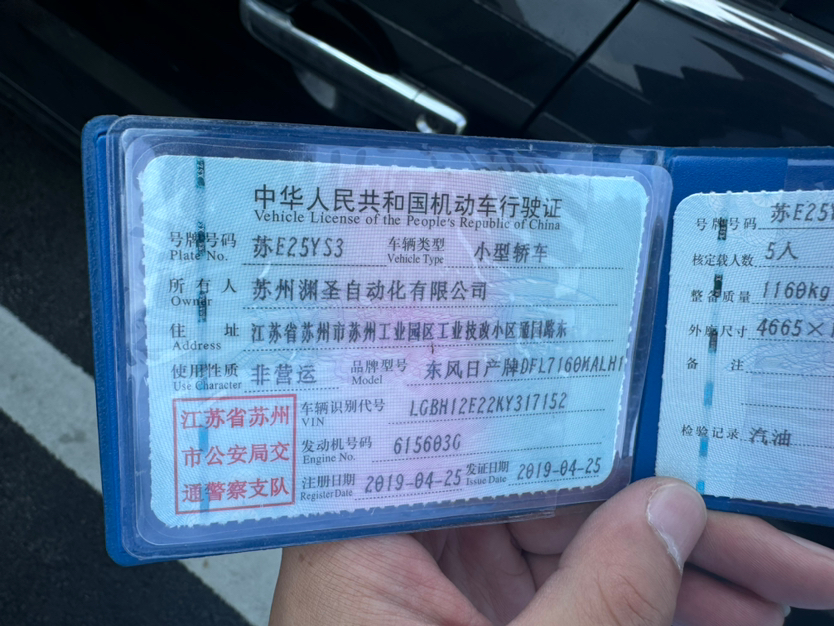 中华人民共和国机动车行驶证
Vehicle License of the People's Republic of China
号牌号码 苏E25YS3 车辆类型 小型轿车
Plate No. Vehicle Type
所有人 苏州渊圣自动化有限公司
Owner
住址 江苏省苏州市苏州工业园区工业技改小区通园路东
Address
使用性质 非营运 品牌型号 东风日产牌DFL7160MALH1
Use Character Model
江苏省苏州
市公安局交
通警察支队
车辆识别代号 LGBH12E22KY317152
VIN
发动机号码 615603G
Engine No.
注册日期 2019-04-25 发证日期 2019-04-25
Register Date Issue Date
号牌号码 苏E25
核定载人数 5人
整备质量 1160kg
外廓尺寸 4665×
备注
检验记录 汽油